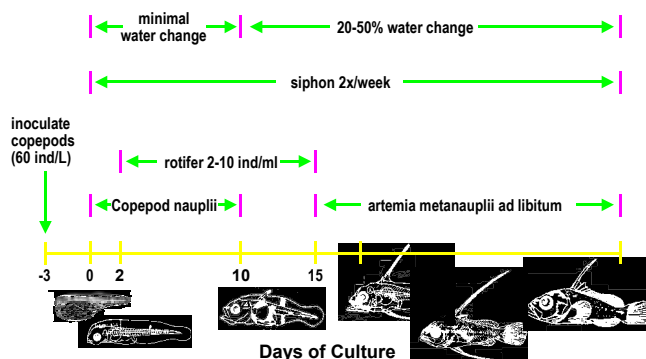 minimal
water change
20-50% water change
siphon 2x/week
inoculate
copepods
(60 ind/L)
rotifer 2-10 ind/ml
Copepod nauplii
artemia metanauplii ad libitum
-3 0 2 10 15
Days of Culture